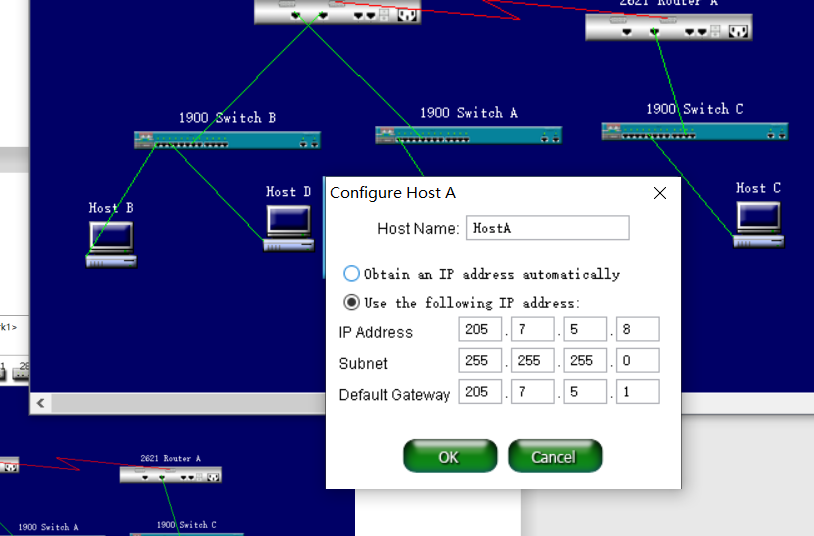 2621 Router A
1900 Switch B
1900 Switch A
1900 Switch C
Host B
Host D
Host C
Configure Host A
Host Name: HostA
Obtain an IP address automatically
Use the following IP address:
IP Address 205 . 7 . 5 . 8
Subnet 255 . 255 . 255 . 0
Default Gateway 205 . 7 . 5 . 1
OK Cancel
rk1>
2621 Router A
1900 Switch A
1900 Switch C